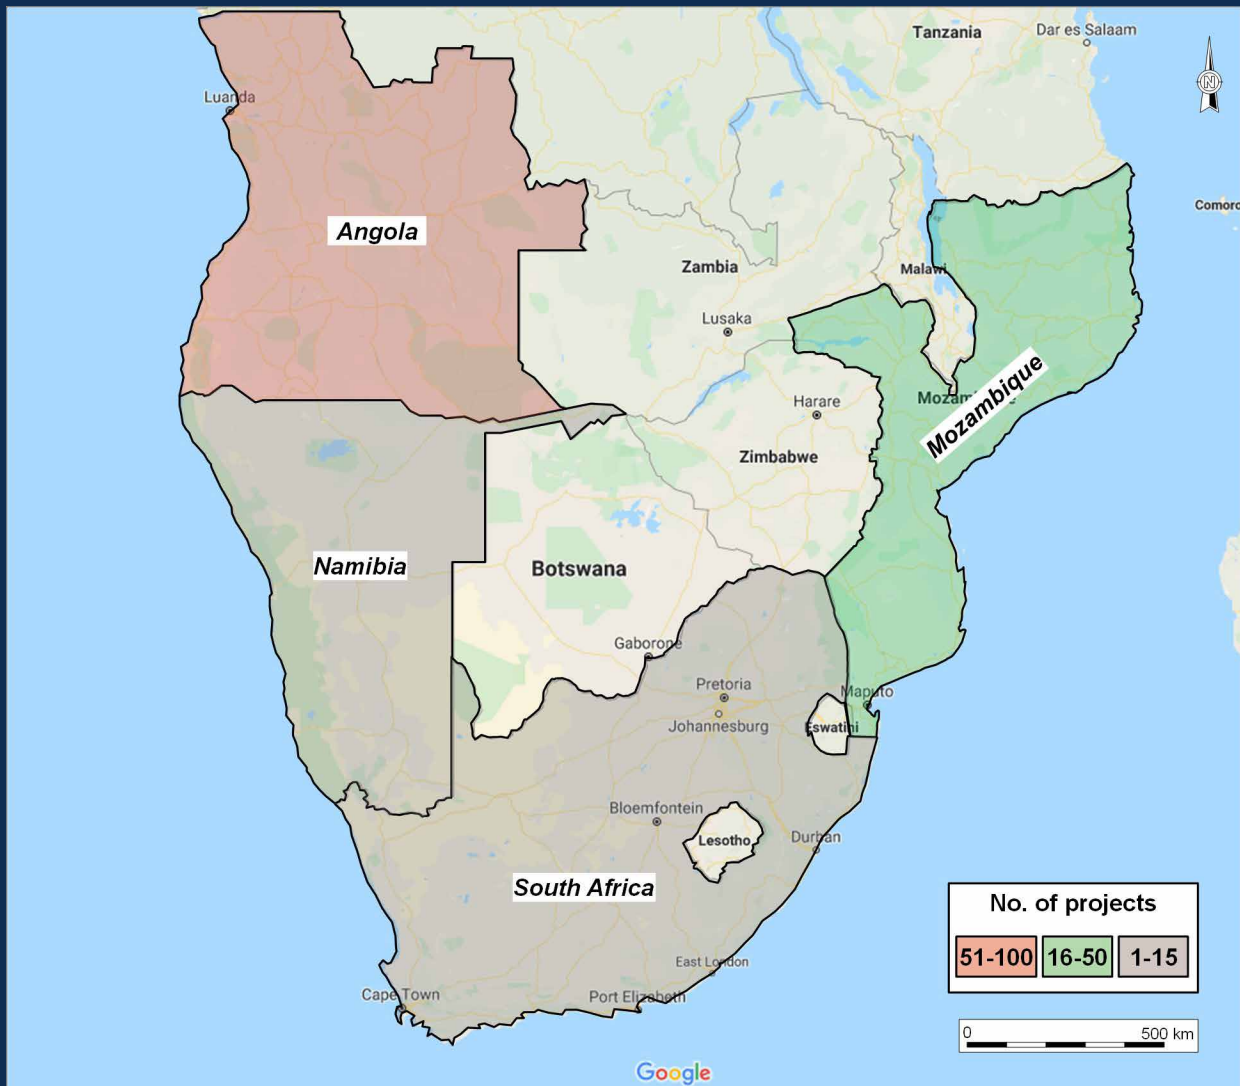 Tanzania
Dar es Salaam
N
Luanda
Angola
Comoro
Zambia
Malawi
Lusaka
Mozambique
Harare
Zimbabwe
Namibia
Botswana
Gaborone
Pretoria
Johannesburg
Maputo
Eswatini
Bloemfontein
Lesotho
Durban
South Africa
East London
Cape Town
Port Elizabeth
No. of projects
51-100 16-50 1-15
0 500 km
Google